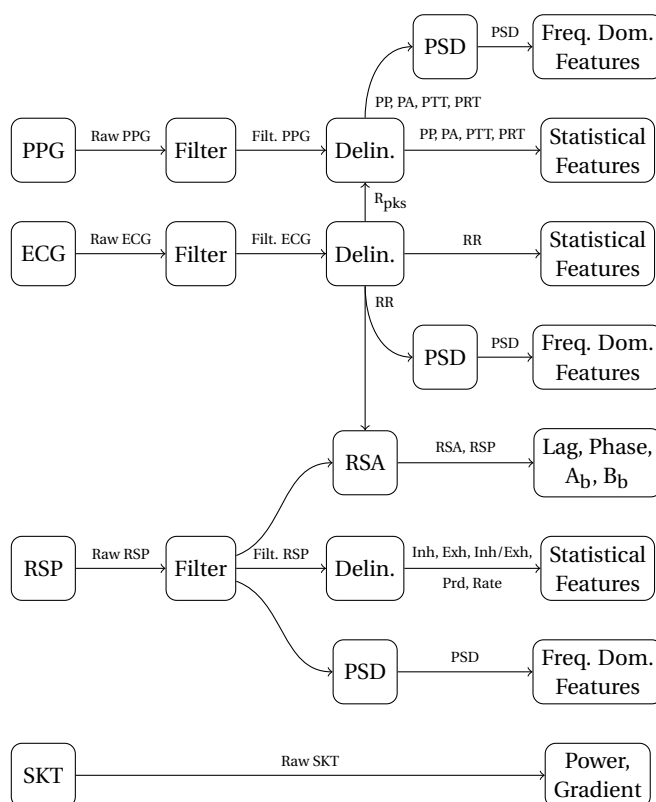 PSD
PSD
Freq. Dom.
Features
PP, PA, PTT, PRT
PPG
Raw PPG
Filter
Filt. PPG
Delin.
PP, PA, PTT, PRT
Statistical
Features
Rpks
ECG
Raw ECG
Filter
Filt. ECG
Delin.
RR
Statistical
Features
RR
PSD
PSD
Freq. Dom.
Features
RSA
RSA, RSP
Lag, Phase,
Ab, Bb
RSP
Raw RSP
Filter
Filt. RSP
Delin.
Inh, Exh, Inh/Exh,
Prd, Rate
Statistical
Features
PSD
PSD
Freq. Dom.
Features
SKT
Raw SKT
Power,
Gradient